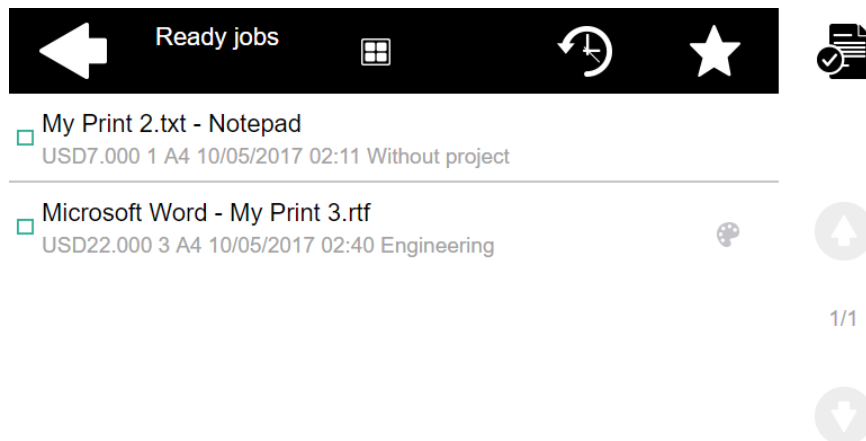 Ready jobs
My Print 2.txt - Notepad
USD7.000 1 A4 10/05/2017 02:11 Without project
Microsoft Word - My Print 3.rtf
USD22.000 3 A4 10/05/2017 02:40 Engineering
1/1